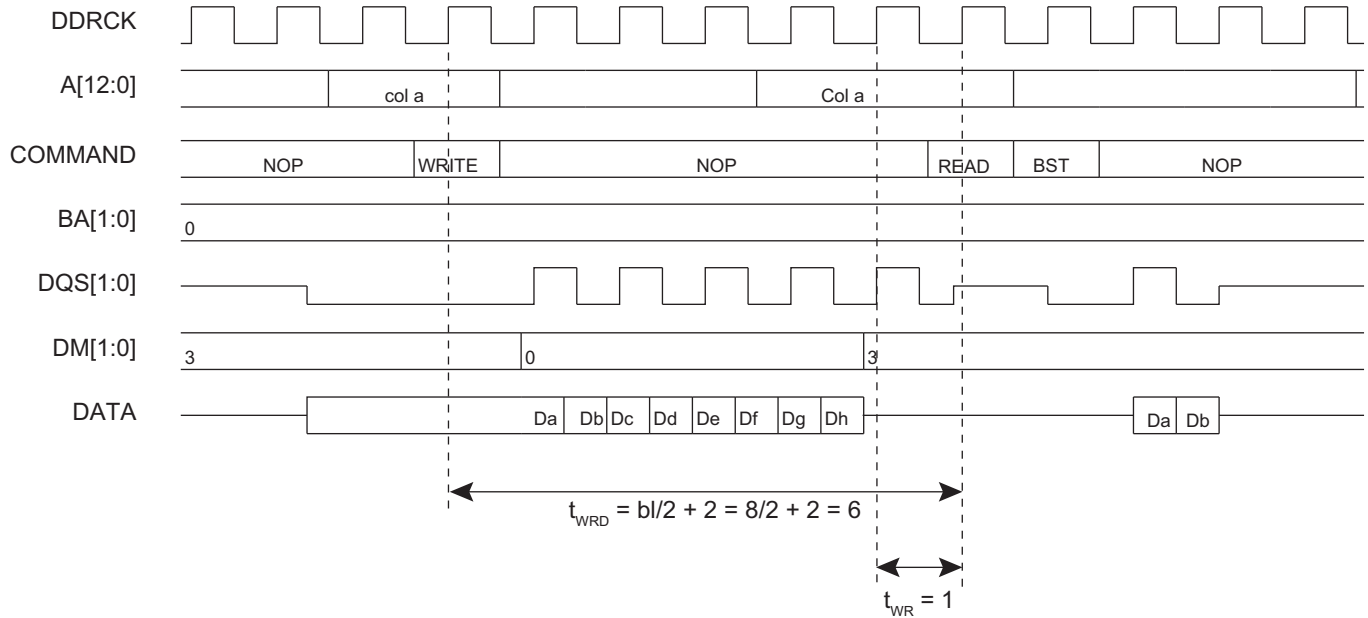 DDRCK
A[12:0] col a Col a
COMMAND NOP WRITE NOP READ BST NOP
BA[1:0] 0
DQS[1:0]
DM[1:0] 3 0 3
DATA Da Db Dc Dd De Df Dg Dh Da Db
tWRD = bl/2 + 2 = 8/2 + 2 = 6
tWR = 1